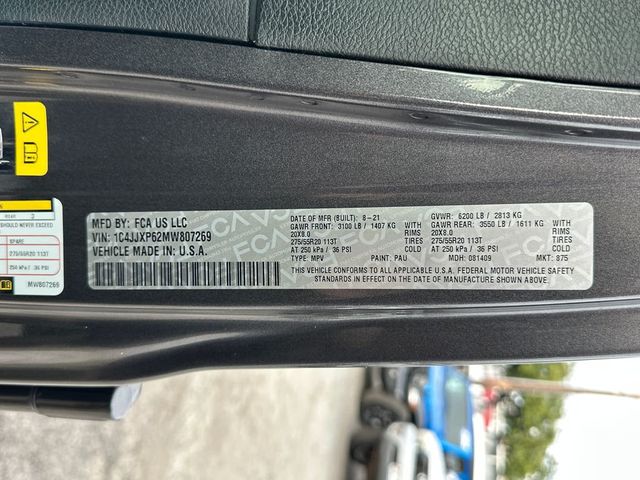 MFD BY: FCA US LLC
VIN: 1C4JJXP62MW807269
VEHICLE MADE IN: U.S.A.
DATE OF MFR (BUILT): 8-21
GAWR FRONT: 3100 LB / 1407 KG
20X8.0
275/55R20 113T
AT 250 kPa / 36 PSI
TYPE: MPV
PAINT: PAU
RIMS
TIRES
COLD
GVWR: 6200 LB / 2813 KG
GAWR REAR: 3550 LB / 1611 KG
20X8.0
275/55R20 113T
AT 250 kPa / 36 PSI
MDH: 081409
WITH
RIMS
TIRES
COLD
MKT: 875
THIS VEHICLE CONFORMS TO ALL APPLICABLE U.S.A. FEDERAL MOTOR VEHICLE SAFETY
STANDARDS IN EFFECT ON THE DATE OF MANUFACTURE SHOWN ABOVE.
REAR 3
SHOULD NEVER EXCEED
SPARE
275/55R20 113T
250 kPa / 36 PSI
MW807269